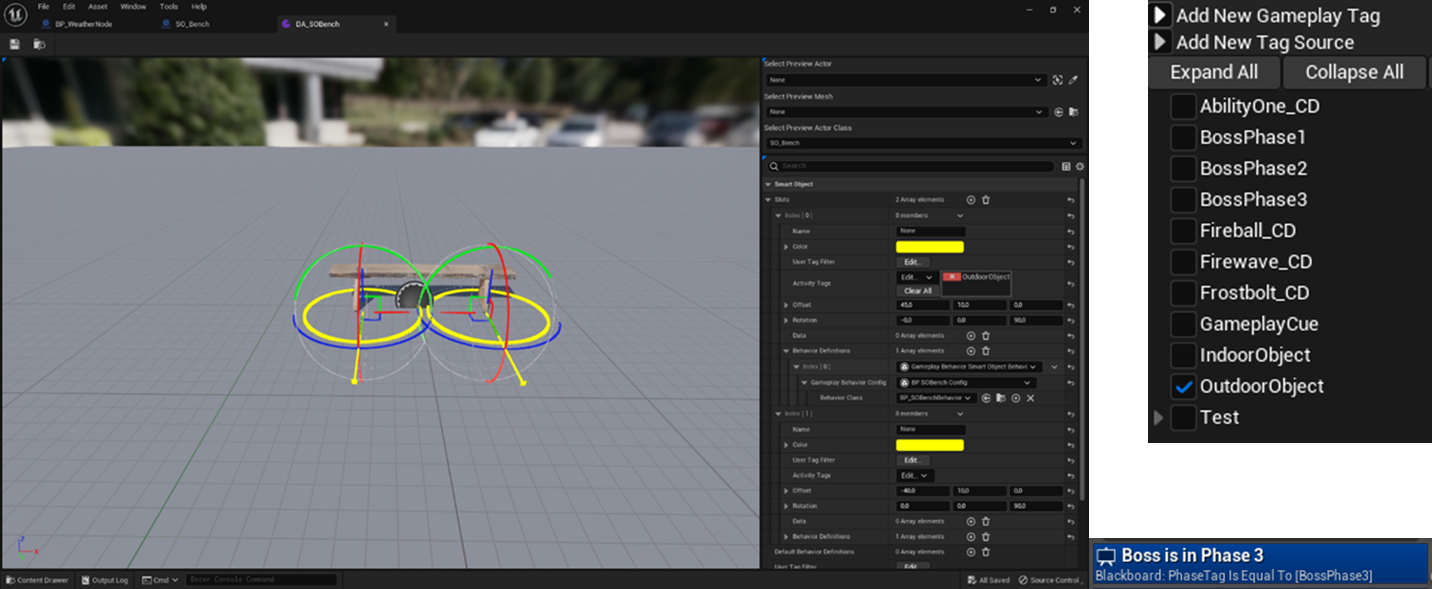 File Edit Asset Window Tools Help
BP_WeatherNode SO_Bench DA_SOBench
Select Preview Actor
None
Select Preview Mesh
None
Select Preview Actor Class
SO_Bench
Search
Smart Object
Slots 2 Array elements
Index [ 0 ] 8 members
Name None
Color
User Tag Filter Edit...
Activity Tags Edit... OutdoorObject
Clear All
Offset 45,0 10,0 0,0
Rotation -0,0 0,0 90,0
Data 0 Array elements
Behavior Definitions 1 Array elements
Index [ 0 ] Gameplay Behavior Smart Object Behavi
Gameplay Behavior Config BP SOBench Config
Behavior Class BP_SOBenchBehavior
Index [ 1 ] 8 members
Name None
Color
User Tag Filter Edit...
Activity Tags Edit...
Offset -40,0 10,0 0,0
Rotation 0,0 0,0 90,0
Data 0 Array elements
Behavior Definitions 1 Array elements
Default Behavior Definitions 0 Array elements
User Tag Filter Edit...
Z
X
Content Drawer Output Log Cmd Enter Console Command All Saved Source Control
Add New Gameplay Tag
Add New Tag Source
Expand All Collapse All
AbilityOne_CD
BossPhase1
BossPhase2
BossPhase3
Fireball_CD
Firewave_CD
Frostbolt_CD
GameplayCue
IndoorObject
OutdoorObject
Test
Boss is in Phase 3
Blackboard: PhaseTag Is Equal To [BossPhase3]